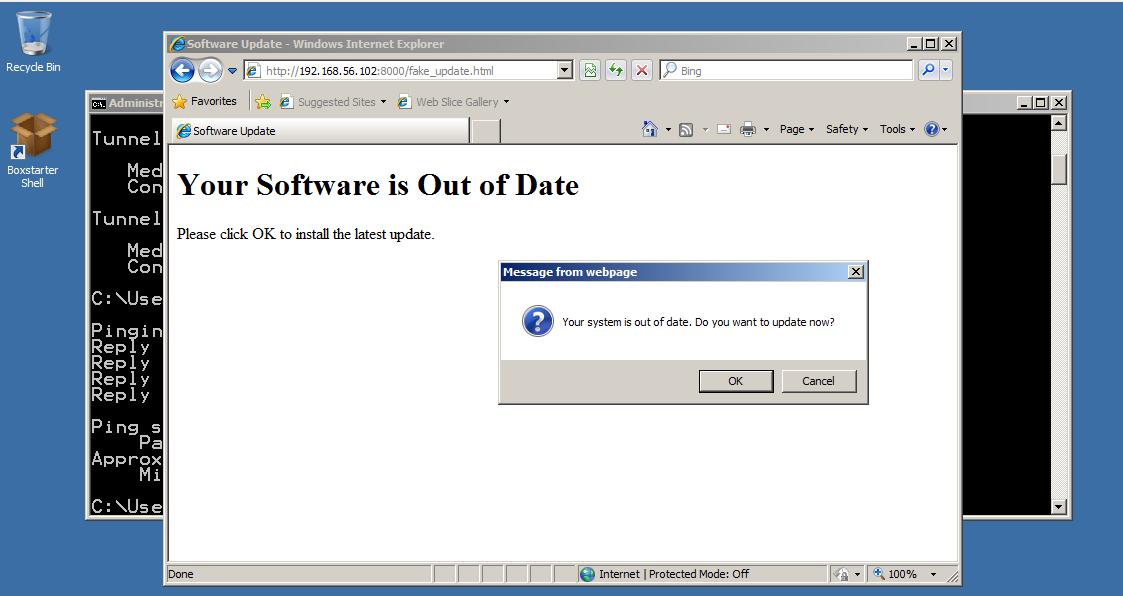 Recycle Bin
Boxstarter
Shell
Software Update - Windows Internet Explorer
http://192.168.56.102:8000/fake_update.html
Bing
Favorites
Suggested Sites
Web Slice Gallery
Software Update
Page
Safety
Tools
Administr
Tunnel
Med
Con
Tunnel
Med
Con
C:\Use
Pingin
Reply
Reply
Reply
Reply
Ping s
Pa
Approx
Mi
C:\Use
Your Software is Out of Date
Please click OK to install the latest update.
Message from webpage
Your system is out of date. Do you want to update now?
OK Cancel
Done
Internet | Protected Mode: Off
100%